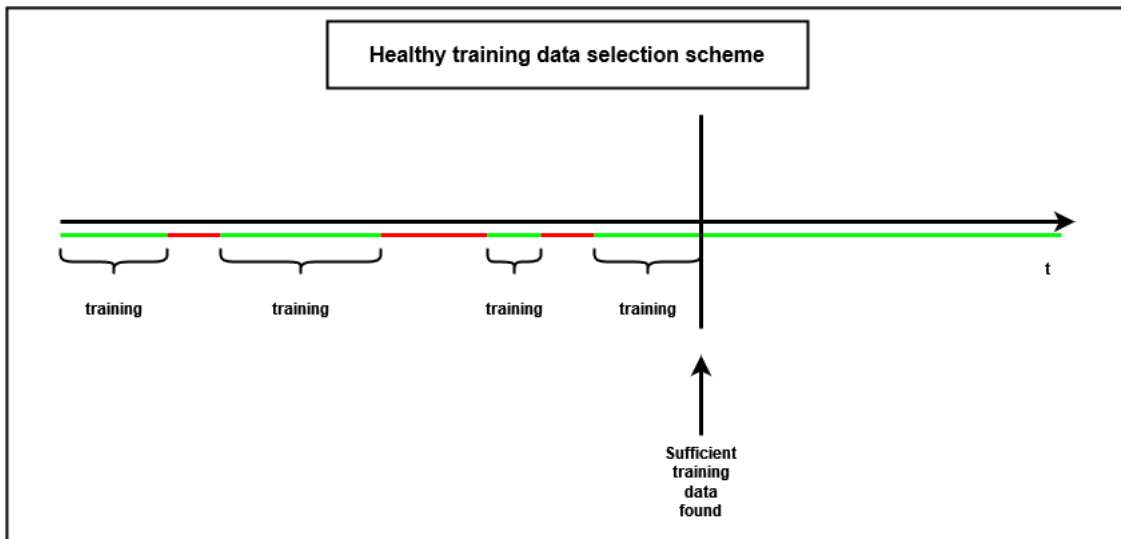 Healthy training data selection scheme
t
training
training
training
training
Sufficient
training
data
found